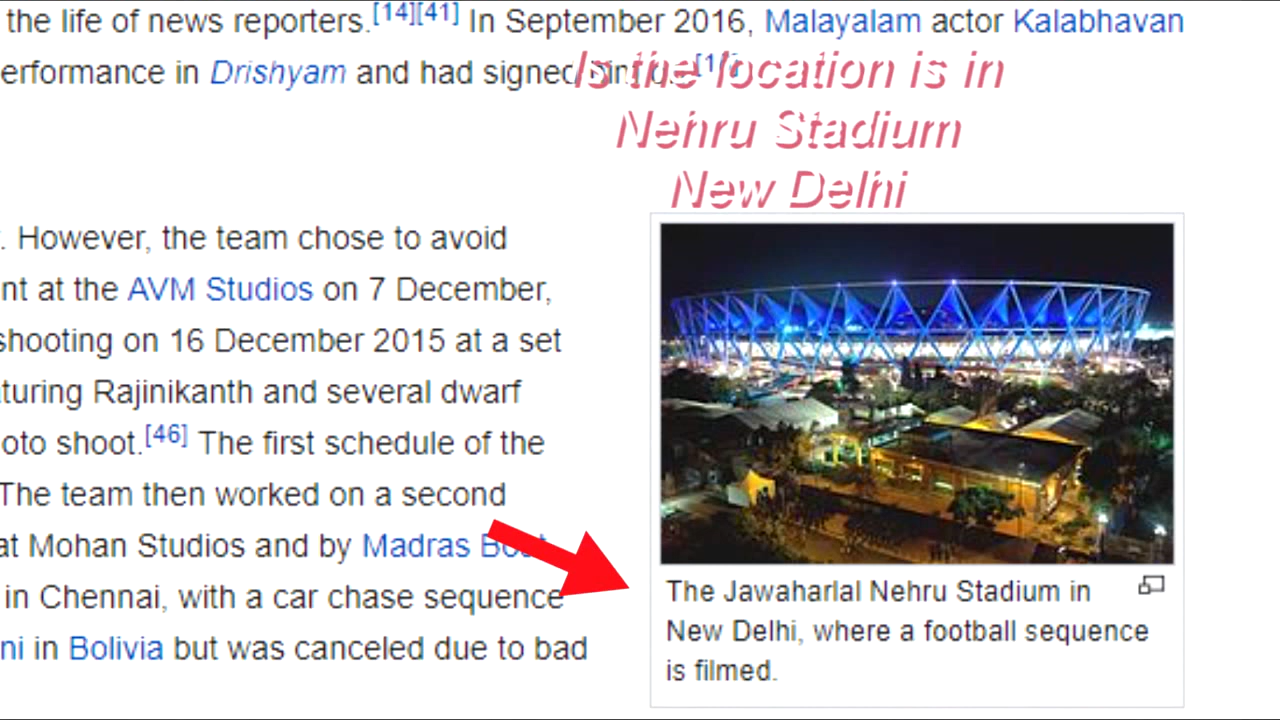 the life of news reporters.[14][41] In September 2016, Malayalam actor Kalabhavan
erformance in Drishyam and had signed
Is the location is in
Nehru Stadium
New Delhi
. However, the team chose to avoid
nt at the AVM Studios on 7 December,
shooting on 16 December 2015 at a set
turing Rajinikanth and several dwarf
oto shoot.[46] The first schedule of the
The team then worked on a second
at Mohan Studios and by Madras Boat
in Chennai, with a car chase sequence
ni in Bolivia but was canceled due to bad
The Jawaharlal Nehru Stadium in
New Delhi, where a football sequence
is filmed.